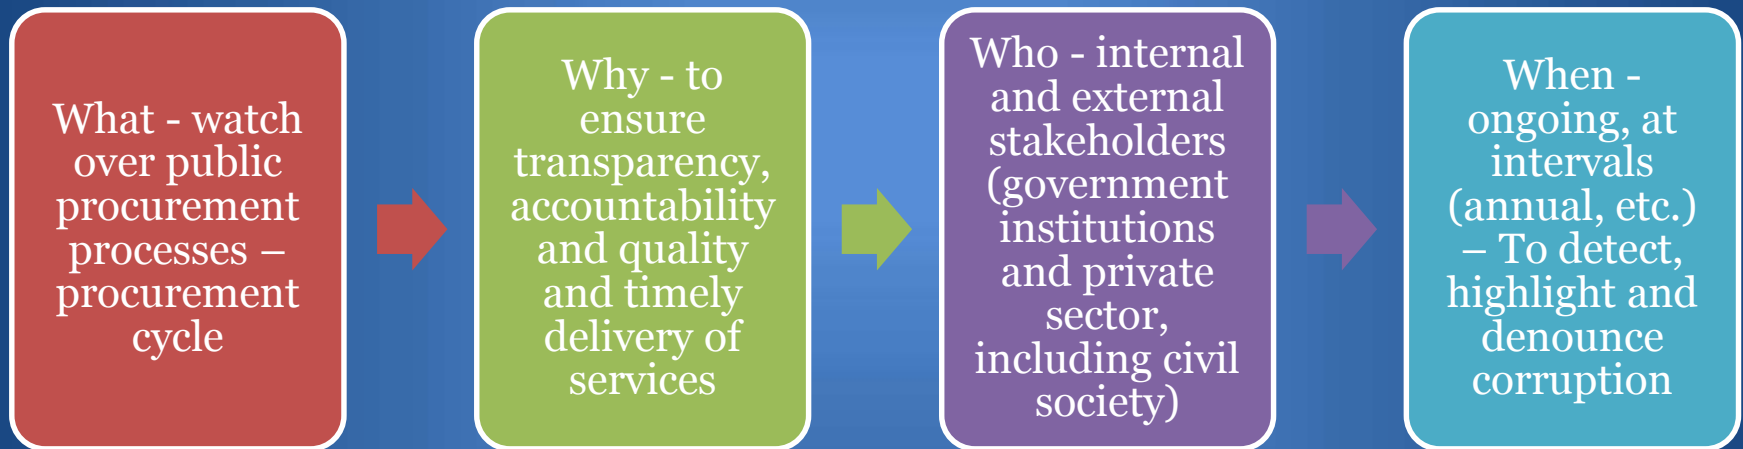 What - watch
over public
procurement
processes –
procurement
cycle
Why - to
ensure
transparency,
accountability
and quality
and timely
delivery of
services
Who - internal
and external
stakeholders
(government
institutions
and private
sector,
including civil
society)
When -
ongoing, at
intervals
(annual, etc.)
– To detect,
highlight and
denounce
corruption